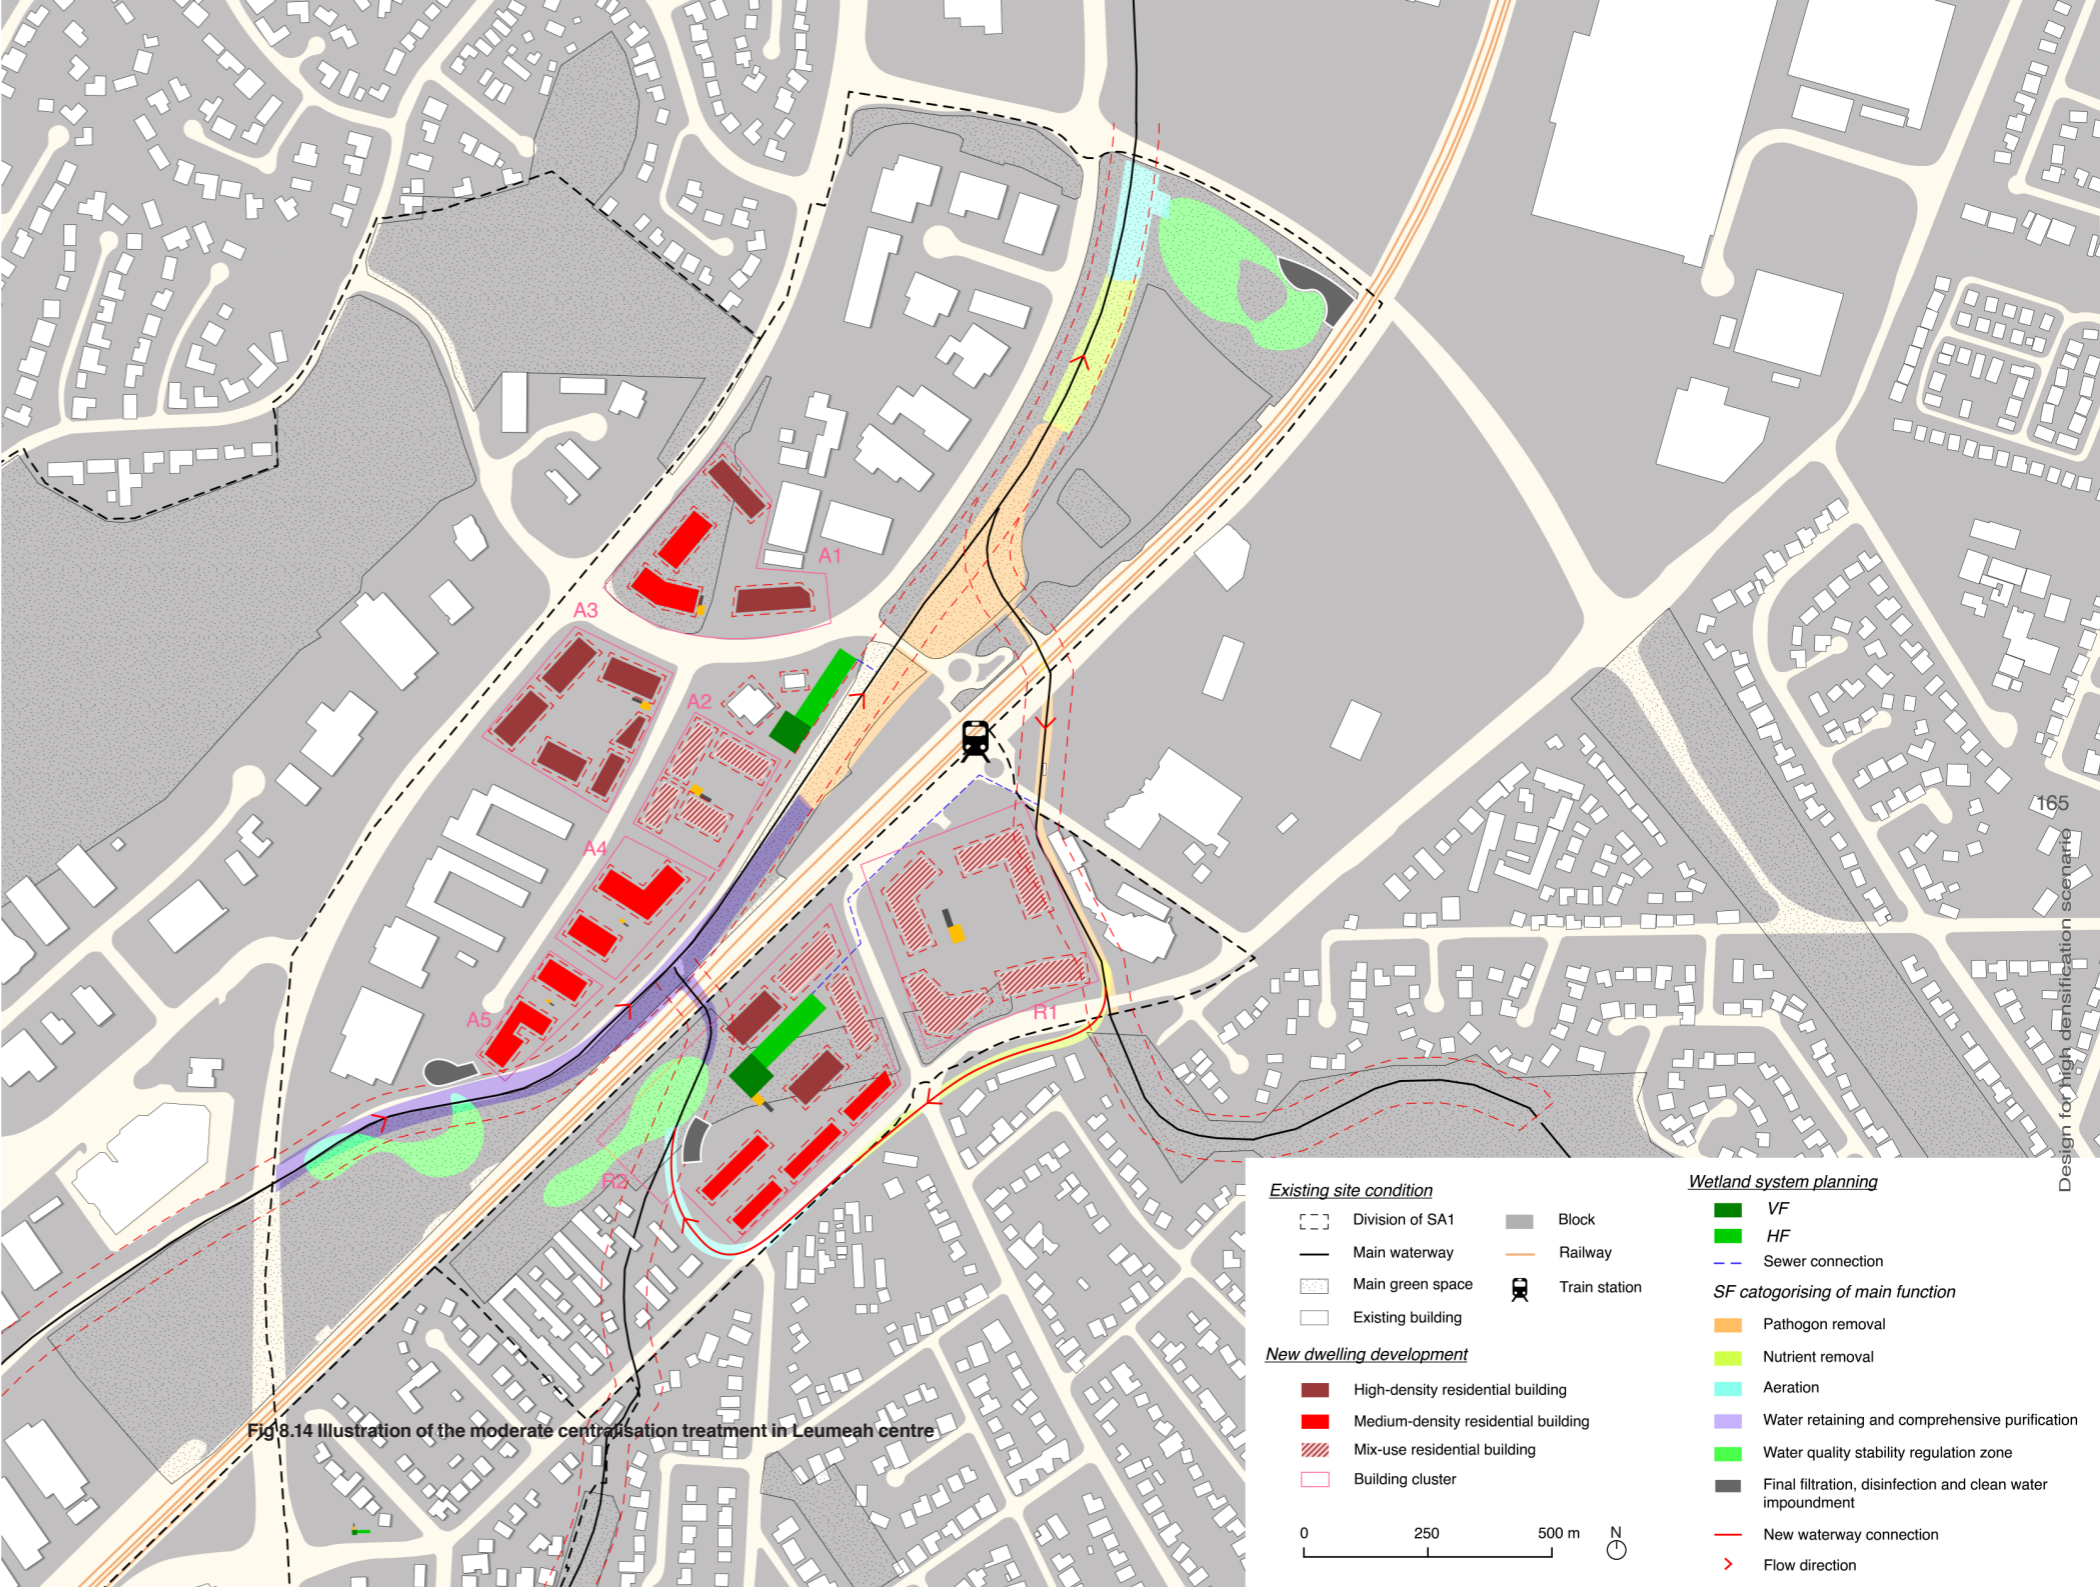 A1
A3
A2
A4
A5
R1
R2
165
Design for high densification scenario
Fig 8.14 Illustration of the moderate centralisation treatment in Leumeah centre
Existing site condition
Division of SA1
Block
Main waterway
Railway
Main green space
Train station
Existing building
New dwelling development
High-density residential building
Medium-density residential building
Mix-use residential building
Building cluster
0 250 500 m N
Wetland system planning
VF
HF
Sewer connection
SF catogorising of main function
Pathogon removal
Nutrient removal
Aeration
Water retaining and comprehensive purification
Water quality stability regulation zone
Final filtration, disinfection and clean water
impoundment
New waterway connection
Flow direction